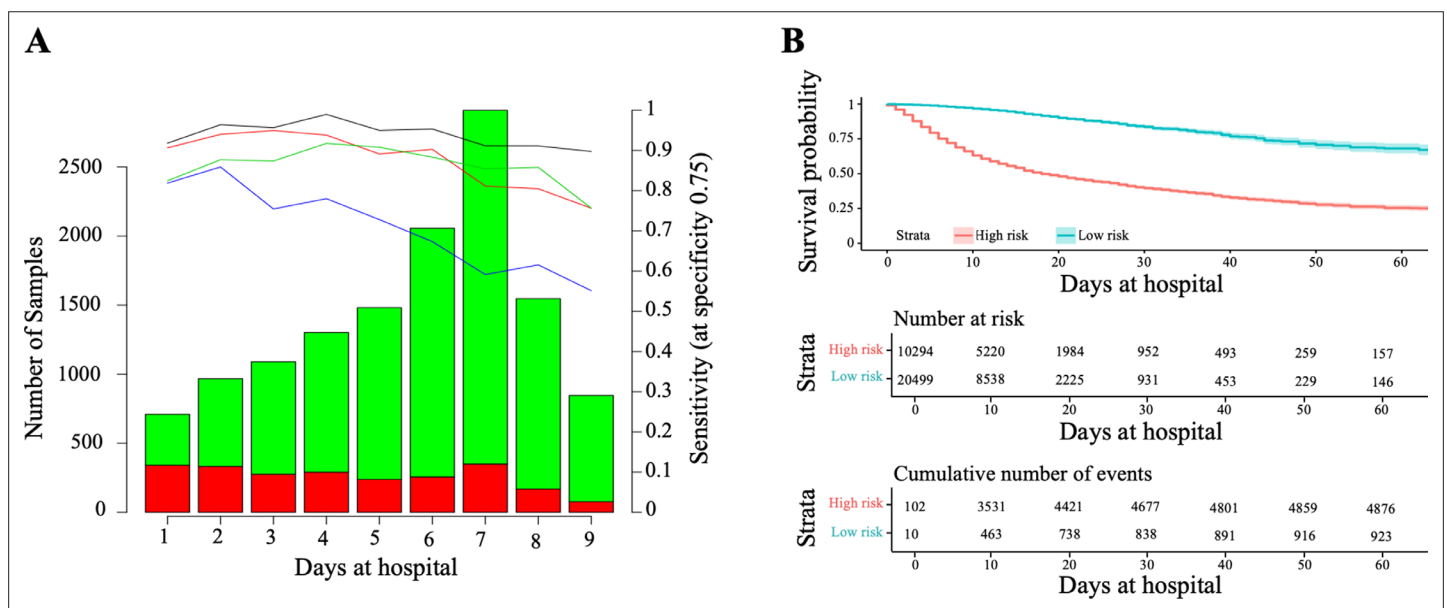 A
Number of Samples
2500
2000
1500
1000
500
0
1
0.9
0.8
0.7
0.6
0.5
0.4
0.3
0.2
0.1
0
Sensitivity (at specificity 0.75)
1 2 3 4 5 6 7 8 9
Days at hospital
B
Survival probability
1
0.75
0.50
0.25
0
Strata High risk Low risk
0 10 20 30 40 50 60
Days at hospital
Number at risk
Strata
High risk 10294 5220 1984 952 493 259 157
Low risk 20499 8538 2225 931 453 229 146
0 10 20 30 40 50 60
Days at hospital
Cumulative number of events
Strata
High risk 102 3531 4421 4677 4801 4859 4876
Low risk 10 463 738 838 891 916 923
0 10 20 30 40 50 60
Days at hospital